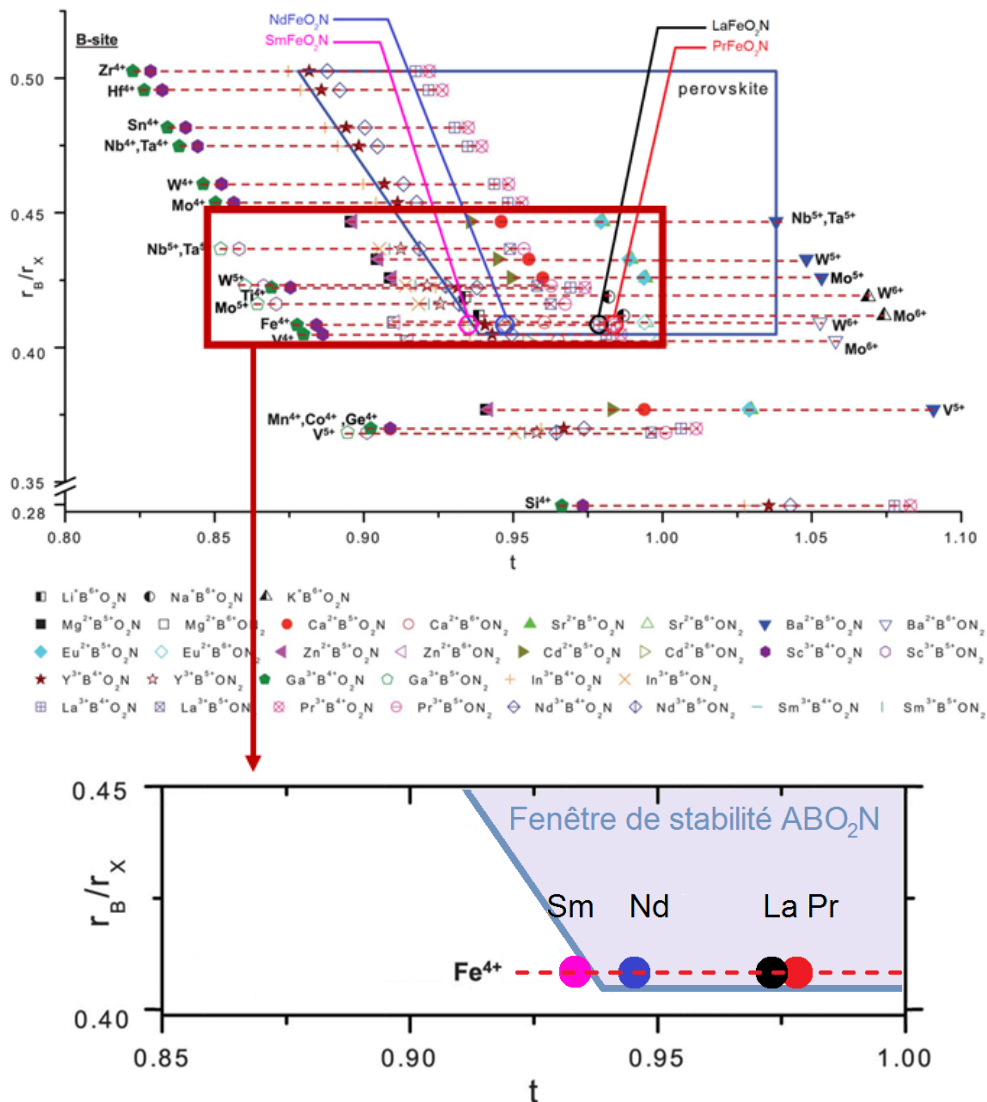 NdFeO₂N
SmFeO₂N
LaFeO₂N
PrFeO₂N
B-site
perovskite
Zr⁴⁺
Hf⁴⁺
Sn⁴⁺
Nb⁴⁺,Ta⁴⁺
W⁴⁺
Mo⁴⁺
Nb⁵⁺,Ta⁵⁺
Nb⁵⁺,Ta⁵
W⁵⁺
Mo⁵⁺
W⁵⁺
Ti⁴⁺
Mo⁵⁺
W⁶⁺
Mo⁶⁺
Fe⁴⁺
V⁴⁺
W⁶⁺
Mo⁶⁺
Mn⁴⁺,Co⁴⁺,Ge⁴⁺
V⁵⁺
V⁵⁺
Si⁴⁺
0.50
0.45
0.40
0.35
0.28
r_B/r_X
0.80 0.85 0.90 0.95 1.00 1.05 1.10
t
Li⁺B⁶⁺O₂N Na⁺B⁶⁺O₂N K⁺B⁶⁺O₂N
Mg²⁺B⁵⁺O₂N Mg²⁺B⁶⁺ON₂ Ca²⁺B⁵⁺O₂N Ca²⁺B⁶⁺ON₂ Sr²⁺B⁵⁺O₂N Sr²⁺B⁶⁺ON₂ Ba²⁺B⁵⁺O₂N Ba²⁺B⁶⁺ON₂
Eu²⁺B⁵⁺O₂N Eu²⁺B⁶⁺ON₂ Zn²⁺B⁵⁺O₂N Zn²⁺B⁶⁺ON₂ Cd²⁺B⁵⁺O₂N Cd²⁺B⁶⁺ON₂ Sc³⁺B⁴⁺O₂N Sc³⁺B⁵⁺ON₂
Y³⁺B⁴⁺O₂N Y³⁺B⁵⁺ON₂ Ga³⁺B⁴⁺O₂N Ga³⁺B⁵⁺ON₂ In³⁺B⁴⁺O₂N In³⁺B⁵⁺ON₂
La³⁺B⁴⁺O₂N La³⁺B⁵⁺ON₂ Pr³⁺B⁴⁺O₂N Pr³⁺B⁵⁺ON₂ Nd³⁺B⁴⁺O₂N Nd³⁺B⁵⁺ON₂ Sm³⁺B⁴⁺O₂N Sm³⁺B⁵⁺ON₂
0.45
Fenêtre de stabilité ABO₂N
r_B/r_X
Sm Nd La Pr
Fe⁴⁺
0.40
0.85 0.90 0.95 1.00
t